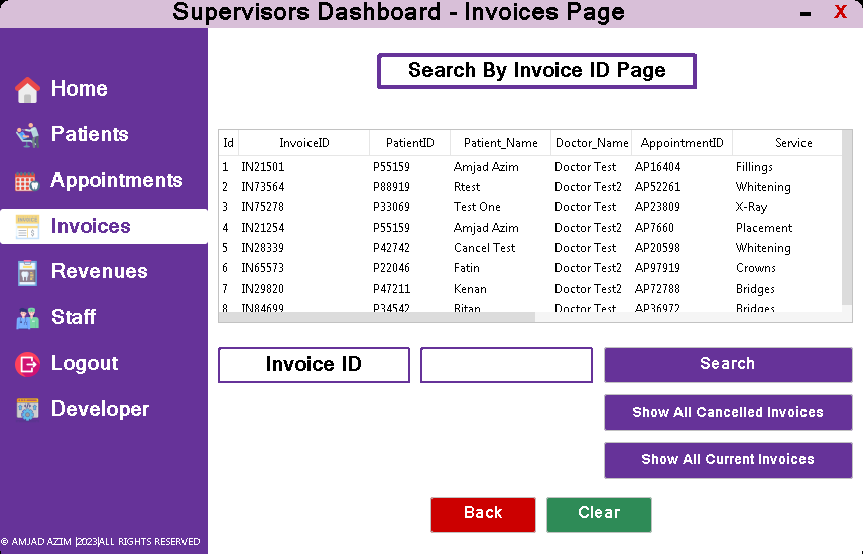 Supervisors Dashboard - Invoices Page
X
Home
Patients
Appointments
Invoices
Revenues
Staff
Logout
Developer
© AMJAD AZIM |2023|ALL RIGHTS RESERVED
Search By Invoice ID Page
Id InvoiceID PatientID Patient_Name Doctor_Name AppointmentID Service
1 IN21501 P55159 Amjad Azim Doctor Test AP16404 Fillings
2 IN73564 P88919 Rtest Doctor Test2 AP52261 Whitening
3 IN75278 P33069 Test One Doctor Test2 AP23809 X-Ray
4 IN21254 P55159 Amjad Azim Doctor Test2 AP7660 Placement
5 IN28339 P42742 Cancel Test Doctor Test AP20598 Whitening
6 IN65573 P22046 Fatin Doctor Test2 AP97919 Crowns
7 IN29820 P47211 Kenan Doctor Test2 AP72788 Bridges
8 IN84699 P34542 Ritan Doctor Test AP36972 Bridges
Invoice ID
Search
Show All Cancelled Invoices
Show All Current Invoices
Back
Clear